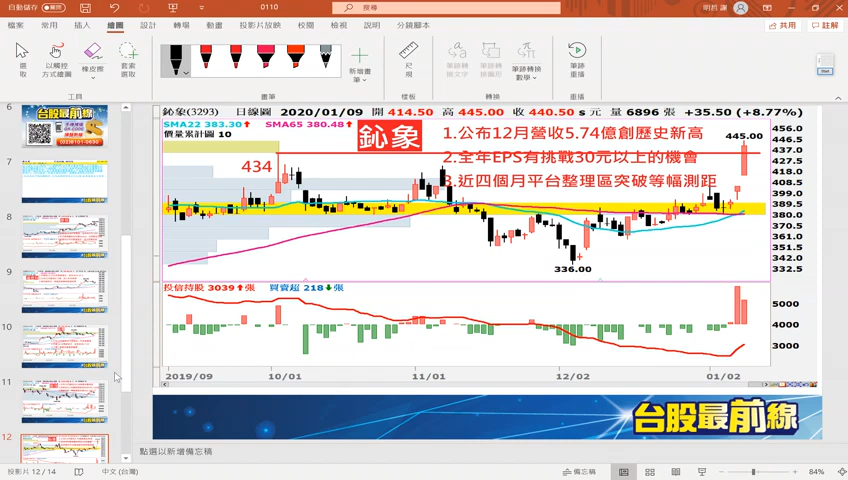 自動儲存
0110
搜尋
明哲 謝
檔案 插入 繪圖 設計 轉場 動畫 投影片放映 校閱 檢視 說明 分鏡腳本
共用 註解
選取
以觸控方式繪圖
橡皮擦
套索選取
新增畫筆
尺規
筆跡轉換文字
筆跡轉換圖形
筆跡轉換數學
筆跡重播
工具 畫筆 樣板 轉換 重播
6
7
8
9
10
11
12
鈊象(3293) 日線圖 2020/01/09 開 414.50 高 445.00 收 440.50 s元 量 6896 張 +35.50 (+8.77%)
SMA22 383.30↑ SMA65 380.48↑
價量累計圖 10
鈊象
1.公布12月營收5.74億創歷史新高
2.全年EPS有挑戰30元以上的機會
3.近四個月平台整理區突破等幅測距
434
445.00
336.00
456.0
446.5
437.0
427.5
418.0
408.5
399.0
389.5
380.0
370.5
361.0
351.5
342.0
332.5
投信持股 3039↑張 買賣超 218↓張
5000
4000
3000
2019/09 10/01 11/01 12/02 01/02
台股最前線
點選以新增備忘稿
投影片 12 / 14 中文 (台灣) 備忘稿 84%